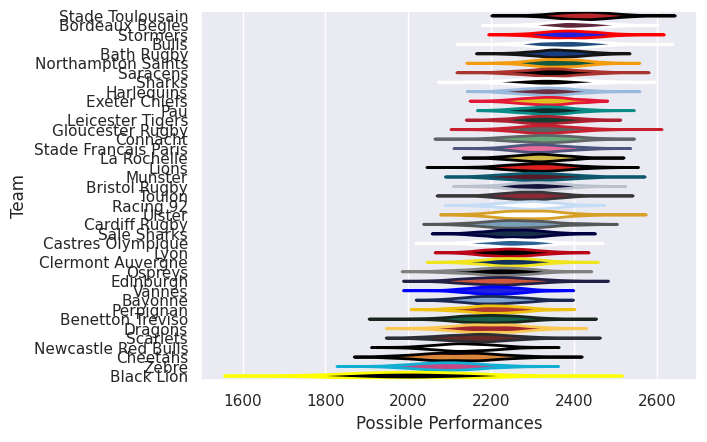 Stade Toulousain
Bordeaux Begles
Stormers
Bulls
Bath Rugby
Northampton Saints
Saracens
Sharks
Harlequins
Exeter Chiefs
Pau
Leicester Tigers
Gloucester Rugby
Connacht
Stade Francais Paris
La Rochelle
Lions
Munster
Bristol Rugby
Toulon
Racing 92
Ulster
Cardiff Rugby
Sale Sharks
Castres Olympique
Lyon
Clermont Auvergne
Ospreys
Edinburgh
Vannes
Bayonne
Perpignan
Benetton Treviso
Dragons
Scarlets
Newcastle Red Bulls
Cheetahs
Zebre
Black Lion
Team
1600 1800 2000 2200 2400 2600
Possible Performances